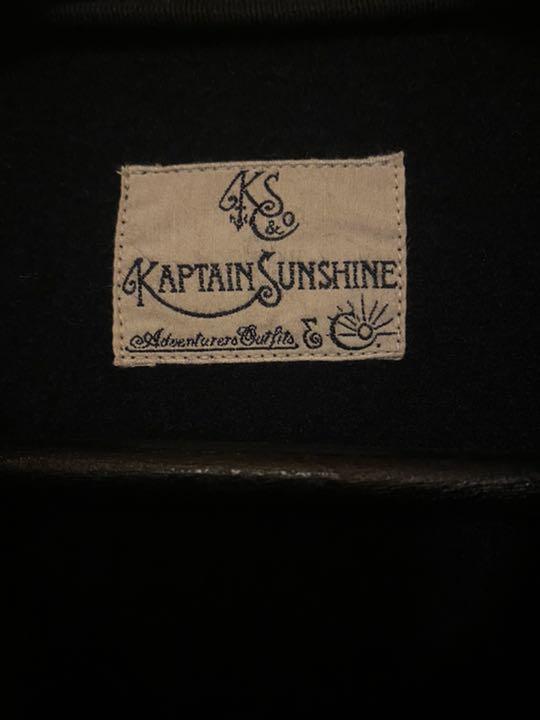 KS
& Co
KAPTAIN SUNSHINE
Adventurers Outfits & Co.